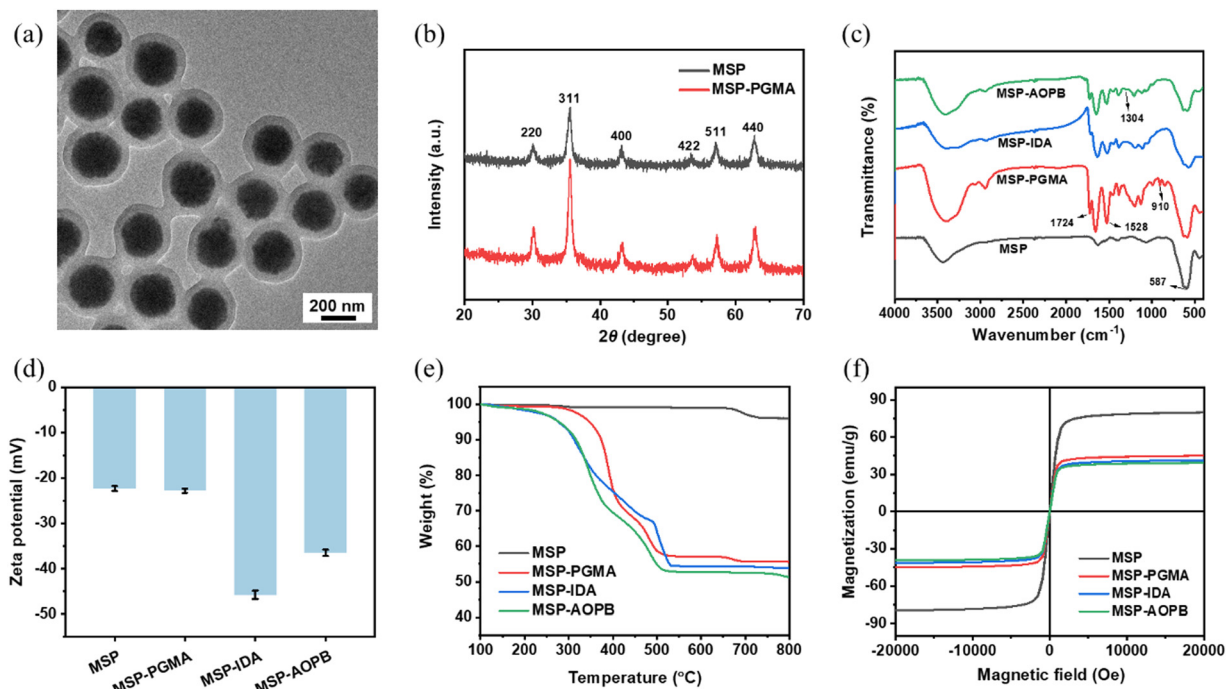 (a)
200 nm
(b)
MSP
MSP-PGMA
311
220
400
422
511
440
Intensity (a.u.)
20 30 40 50 60 70
2θ (degree)
(c)
MSP-AOPB
1304
MSP-IDA
MSP-PGMA
1724
1528
910
MSP
587
Transmittance (%)
4000 3500 3000 2500 2000 1500 1000 500
Wavenumber (cm⁻¹)
(d)
0
-10
-20
-30
-40
-50
Zeta potential (mV)
MSP
MSP-PGMA
MSP-IDA
MSP-AOPB
(e)
100
90
80
70
60
50
40
Weight (%)
MSP
MSP-PGMA
MSP-IDA
MSP-AOPB
100 200 300 400 500 600 700 800
Temperature (°C)
(f)
90
60
30
0
-30
-60
-90
Magnetization (emu/g)
MSP
MSP-PGMA
MSP-IDA
MSP-AOPB
-20000 -10000 0 10000 20000
Magnetic field (Oe)